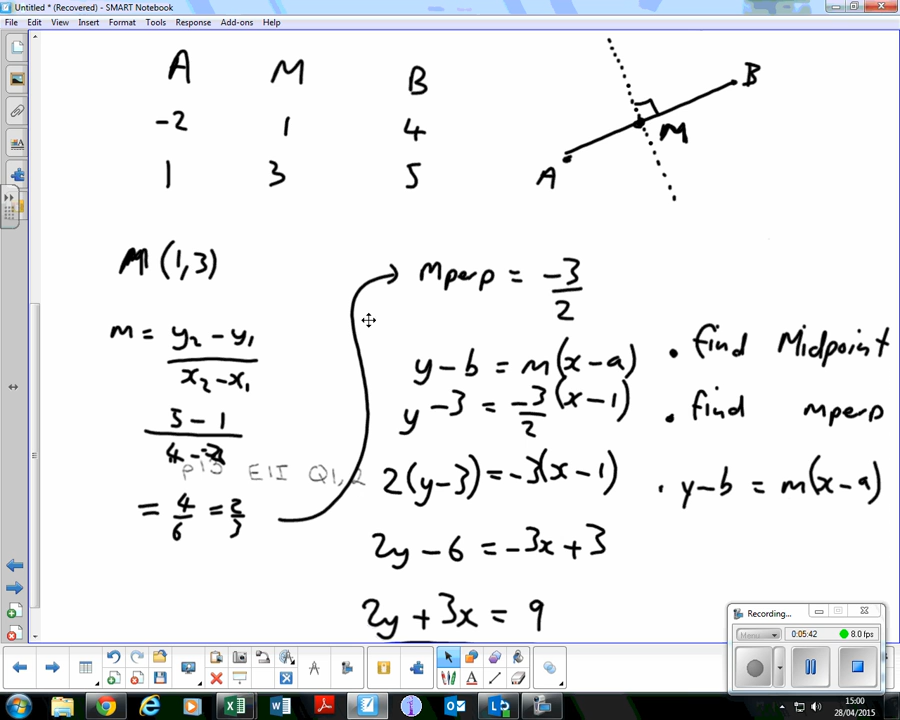 Untitled * (Recovered) - SMART Notebook
File Edit View Insert Format Tools Response Add-ons Help
A M B
-2 1 4
1 3 5
A M B
M (1,3)
m = y₂ - y₁
x₂ - x₁
5 - 1
4 - -2
= 4/6 = 2/3
p13 E1I Q1,2
mperp = -3/2
y - b = m(x - a)
y - 3 = -3/2 (x - 1)
2(y - 3) = -3(x - 1)
2y - 6 = -3x + 3
2y + 3x = 9
. find Midpoint
. find mperp
. y - b = m(x - a)
Recording...
Menu
0:05:42 8.0 fps
15:00
28/04/2015